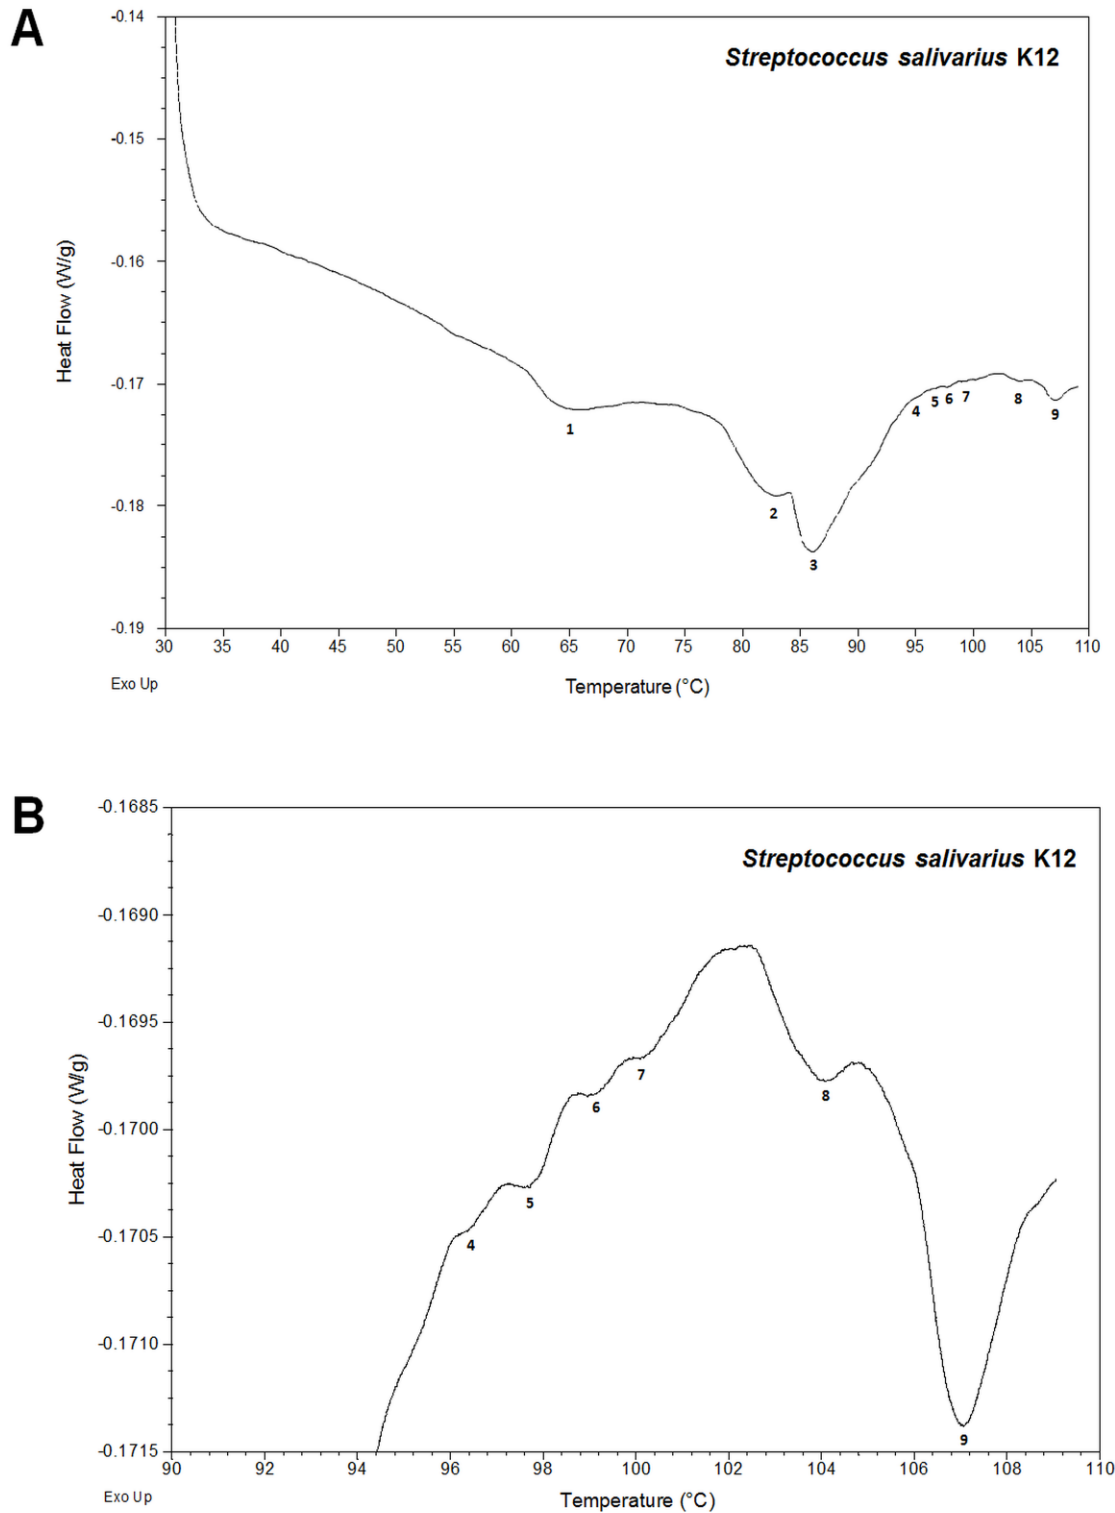 A
Streptococcus salivarius K12
-0.14
-0.15
-0.16
-0.17
-0.18
-0.19
Heat Flow (W/g)
1
2
3
4
5
6
7
8
9
30 35 40 45 50 55 60 65 70 75 80 85 90 95 100 105 110
Exo Up
Temperature (°C)
B
Streptococcus salivarius K12
-0.1685
-0.1690
-0.1695
-0.1700
-0.1705
-0.1710
-0.1715
Heat Flow (W/g)
4
5
6
7
8
9
90 92 94 96 98 100 102 104 106 108 110
Exo Up
Temperature (°C)